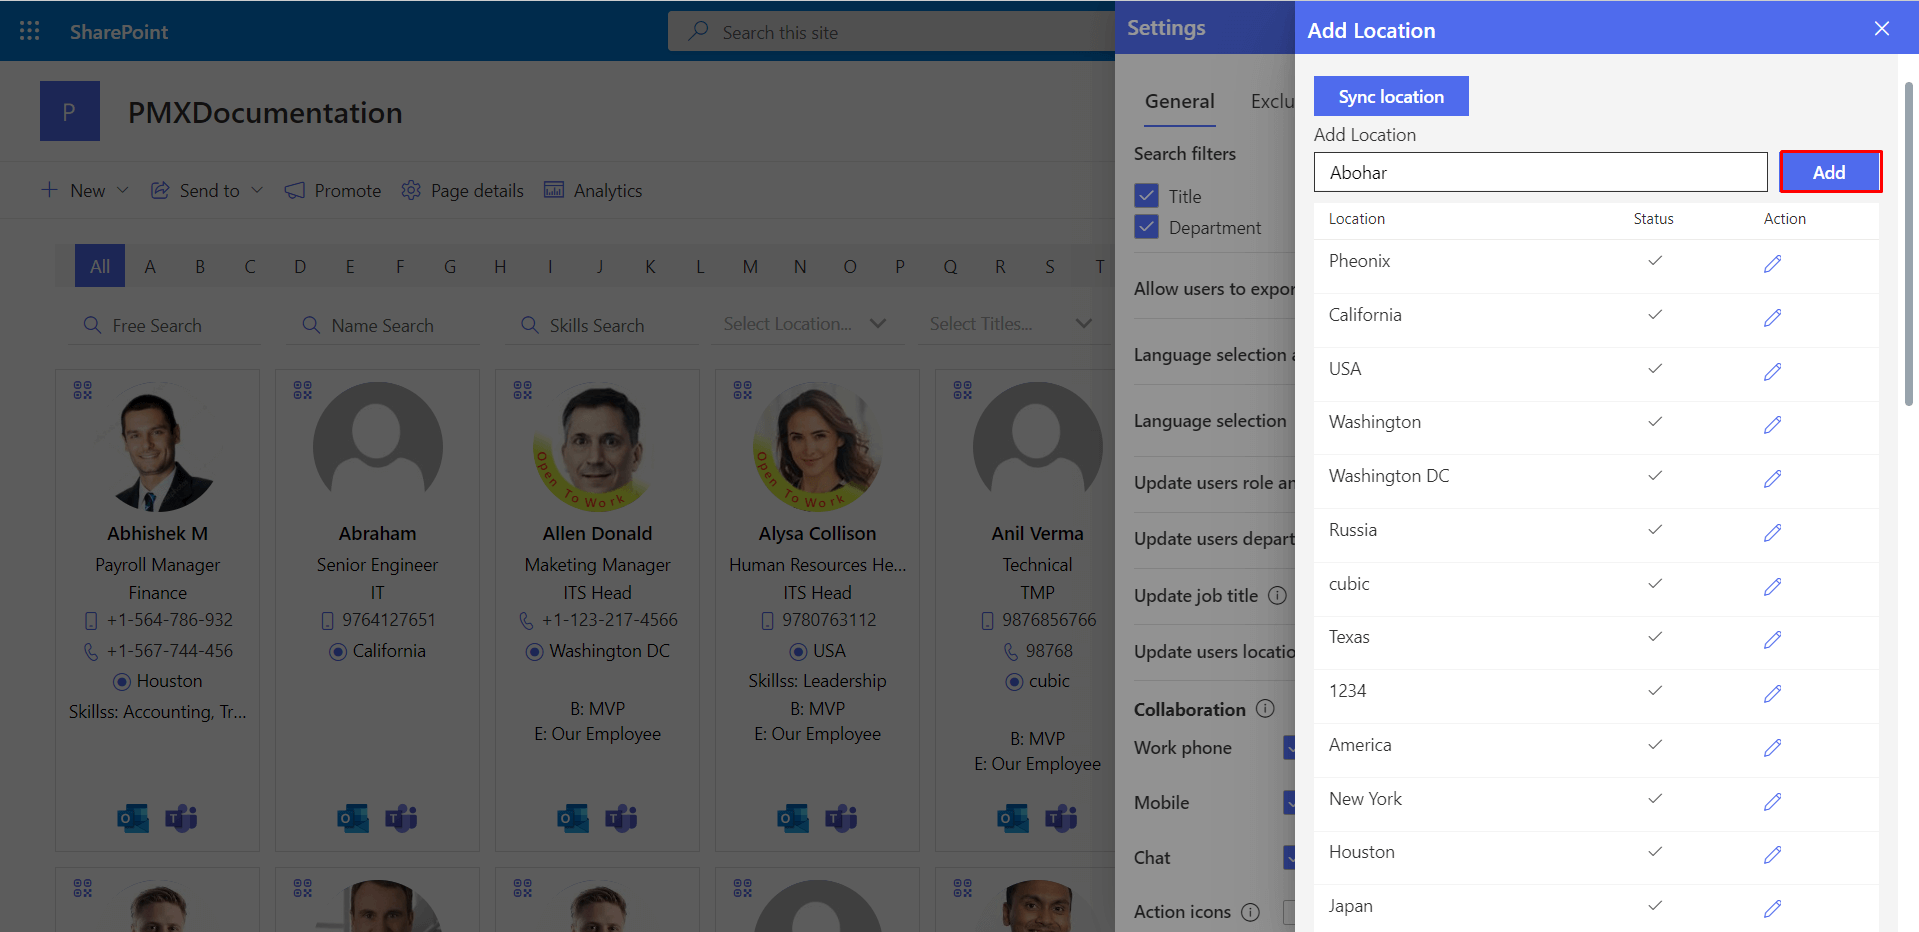 SharePoint
Search this site
P
PMXDocumentation
New
Send to
Promote
Page details
Analytics
All A B C D E F G H I J K L M N O P Q R S T
Free Search
Name Search
Skills Search
Select Location...
Select Titles...
Abhishek M
Payroll Manager
Finance
+1-564-786-932
+1-567-744-456
Houston
Skillss: Accounting, Tr...
Abraham
Senior Engineer
IT
9764127651
California
Open To Work
Allen Donald
Maketing Manager
ITS Head
+1-123-217-4566
Washington DC
B: MVP
E: Our Employee
Open To Work
Alysa Collison
Human Resources He...
ITS Head
9780763112
USA
Skillss: Leadership
B: MVP
E: Our Employee
Anil Verma
Technical
TMP
9876856766
98768
cubic
B: MVP
E: Our Employee
Settings
General
Exclu
Search filters
Title
Department
Allow users to expor
Language selection a
Language selection
Update users role an
Update users depart
Update job title
Update users locatio
Collaboration
Work phone
Mobile
Chat
Action icons
Add Location
Sync location
Add Location
Abohar
Add
Location Status Action
Pheonix
California
USA
Washington
Washington DC
Russia
cubic
Texas
1234
America
New York
Houston
Japan